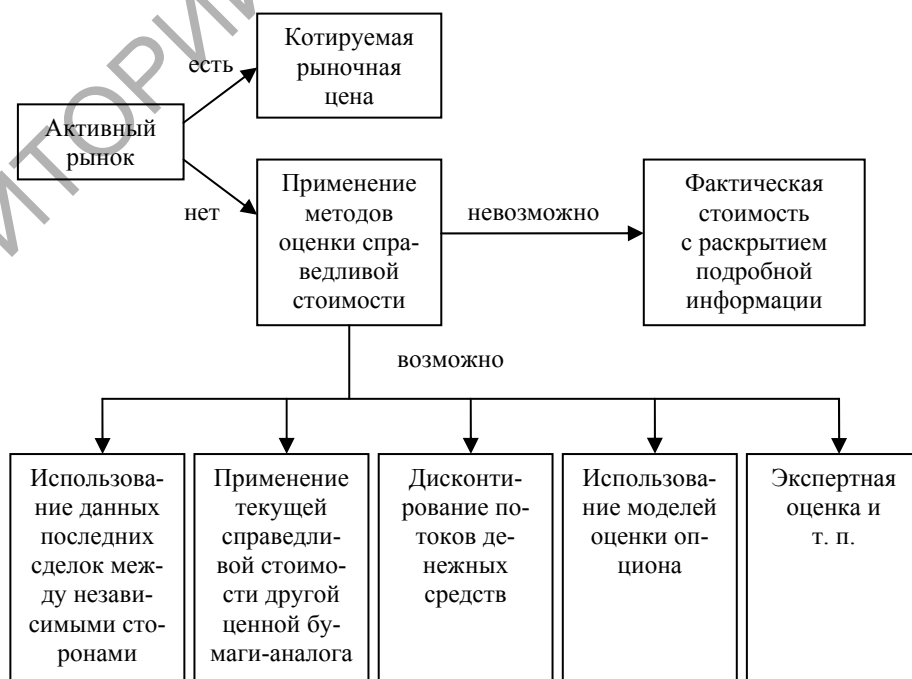 Котируемая
рыночная
цена
есть
Активный
рынок
нет
Применение
методов
оценки спра-
ведливой
стоимости
невозможно
Фактическая
стоимость
с раскрытием
подробной
информации
возможно
Использова-
ние данных
последних
сделок меж-
ду незави-
симыми сто-
ронами
Применение
текущей
справедли-
вой стоимо-
сти другой
ценной бу-
маги-аналога
Дисконти-
рование по-
токов де-
нежных
средств
Использова-
ние моделей
оценки оп-
циона
Экспертная
оценка и
т. п.